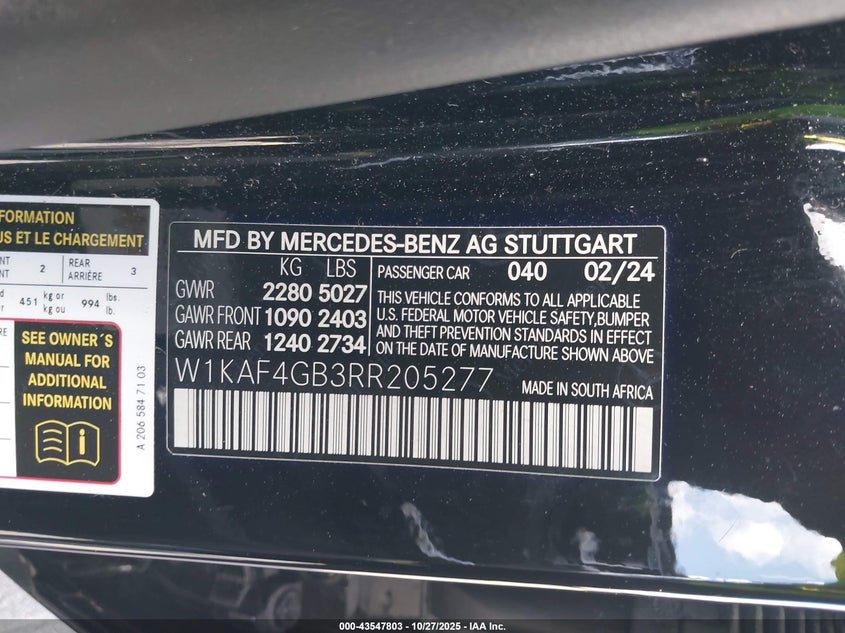 FORMATION
US ET LE CHARGEMENT
NT 2 REAR 3
NT ARRIÈRE
451 kg or 994 lbs.
kg ou lb.
SEE OWNER´S
MANUAL FOR
ADDITIONAL
INFORMATION
A 206 584 71 03
MFD BY MERCEDES-BENZ AG STUTTGART
KG LBS
GVWR 2280 5027
GAWR FRONT 1090 2403
GAWR REAR 1240 2734
PASSENGER CAR 040 02/24
THIS VEHICLE CONFORMS TO ALL APPLICABLE
U.S. FEDERAL MOTOR VEHICLE SAFETY,BUMPER
AND THEFT PREVENTION STANDARDS IN EFFECT
ON THE DATE OF MANUFACTURE SHOWN ABOVE
W1KAF4GB3RR205277
MADE IN SOUTH AFRICA
000-43547803 | 10/27/2025 - IAA Inc.